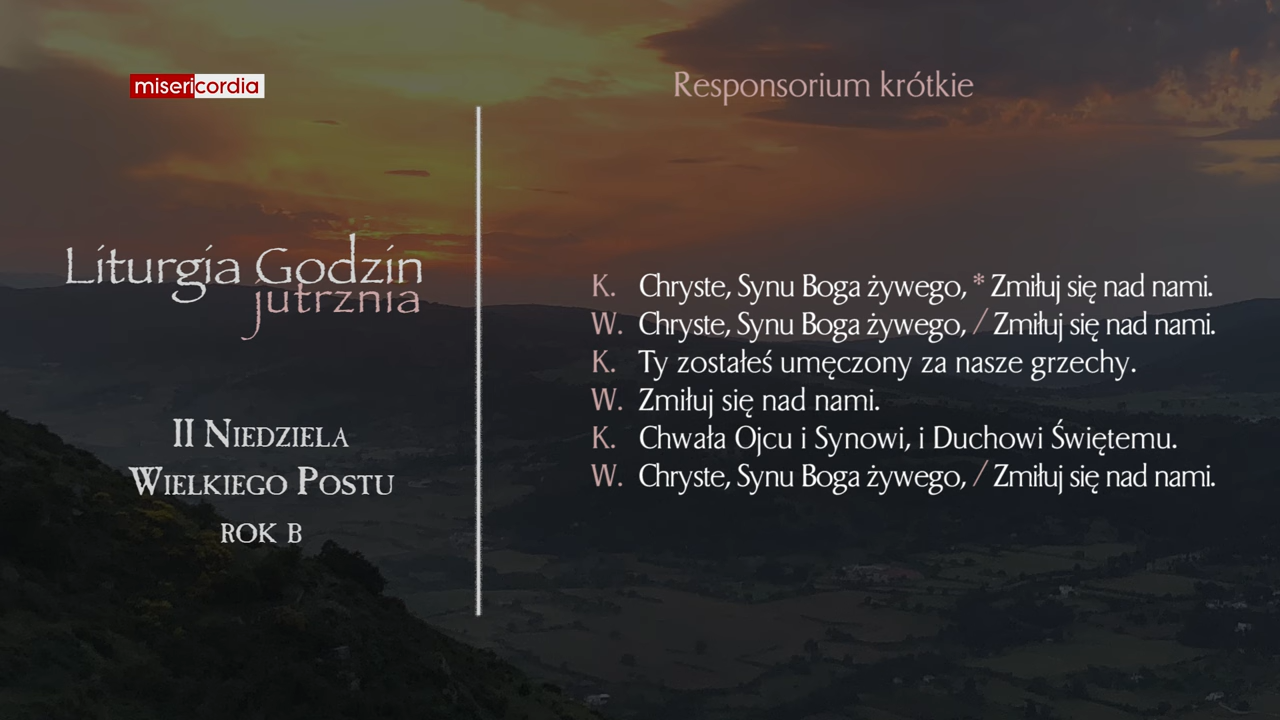 misericordia
Liturgia Godzin
jutrznia
II Niedziela
Wielkiego Postu
rok B
Responsorium krótkie
K. Chryste, Synu Boga żywego, * Zmiłuj się nad nami.
W. Chryste, Synu Boga żywego, / Zmiłuj się nad nami.
K. Ty zostałeś umęczony za nasze grzechy.
W. Zmiłuj się nad nami.
K. Chwała Ojcu i Synowi, i Duchowi Świętemu.
W. Chryste, Synu Boga żywego, / Zmiłuj się nad nami.